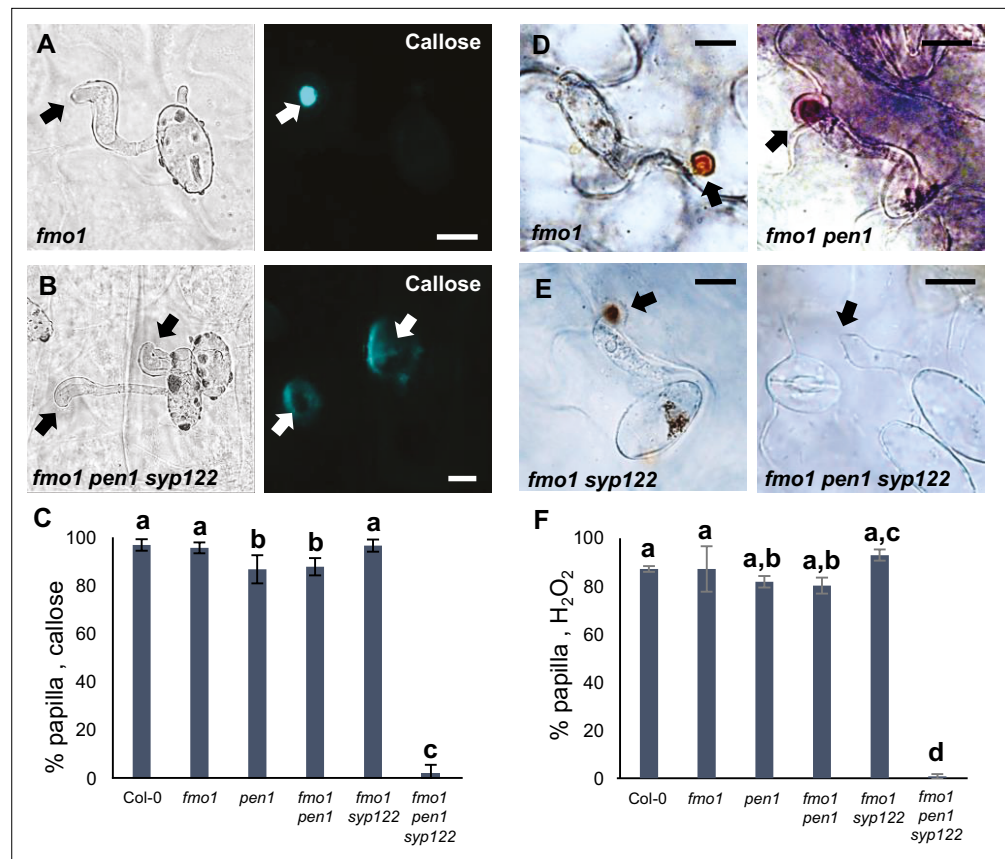 A
fmo1
Callose
B
fmo1 pen1 syp122
Callose
C
% papilla , callose
100
80
60
40
20
0
a
a
b
b
a
c
Col-0
fmo1
pen1
fmo1
pen1
fmo1
syp122
fmo1
pen1
syp122
D
fmo1
fmo1 pen1
E
fmo1 syp122
fmo1 pen1 syp122
F
% papilla , H₂O₂
100
80
60
40
20
0
a
a
a,b
a,b
a,c
d
Col-0
fmo1
pen1
fmo1
pen1
fmo1
syp122
fmo1
pen1
syp122